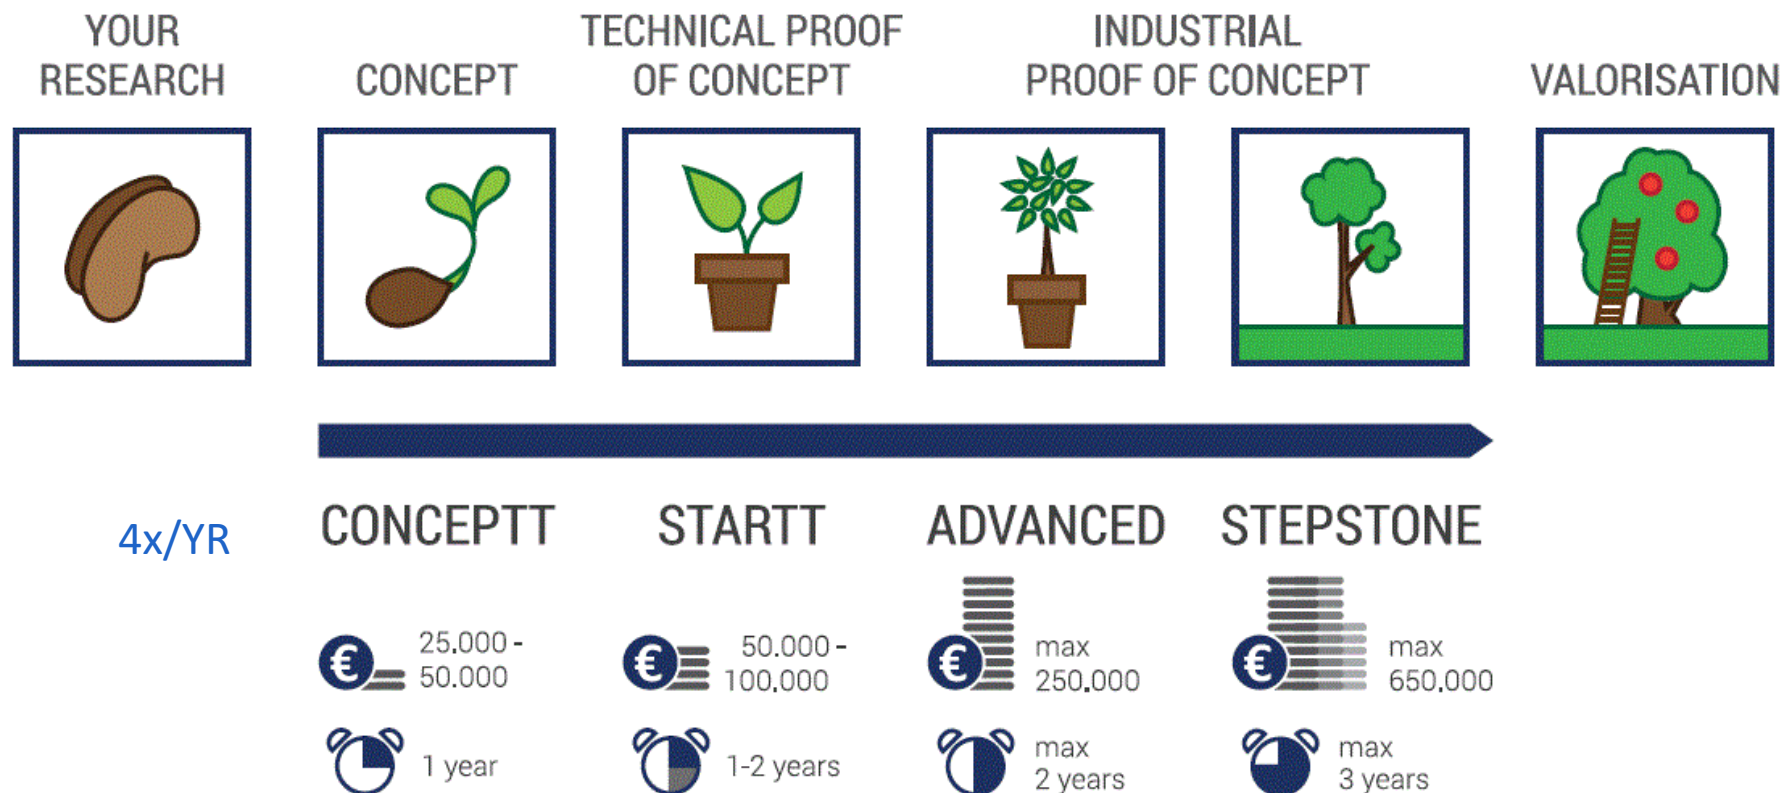 YOUR
RESEARCH
CONCEPT
TECHNICAL PROOF
OF CONCEPT
INDUSTRIAL
PROOF OF CONCEPT
VALORISATION
4x/YR
CONCEPTT
STARTT
ADVANCED
STEPSTONE
€
25.000 -
50.000
€
50.000 -
100.000
€
max
250.000
€
max
650.000
1 year
1-2 years
max
2 years
max
3 years